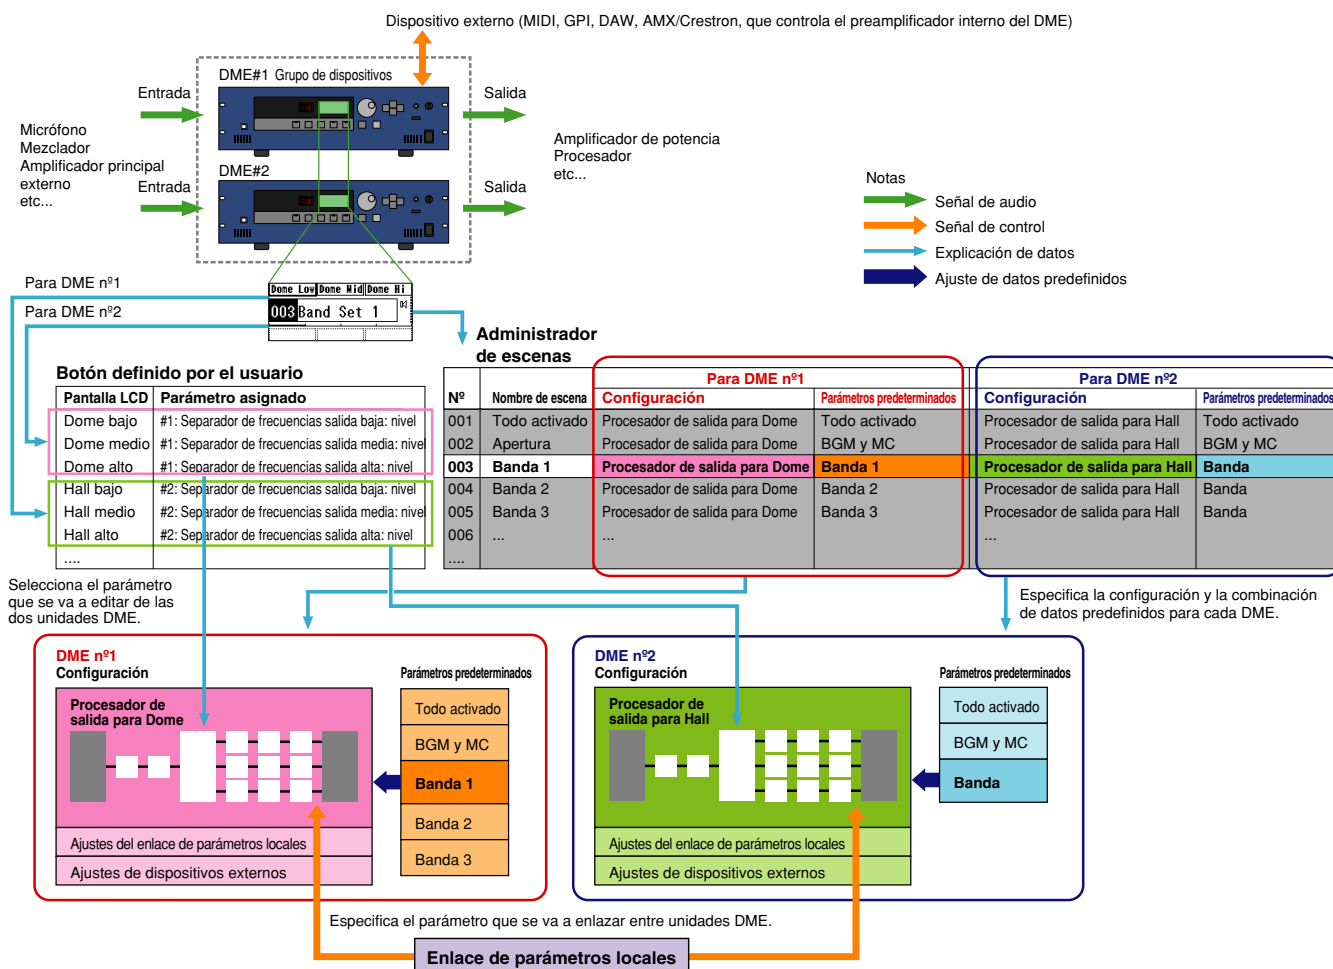 Dispositivo externo (MIDI, GPI, DAW, AMX/Crestron, que controla el preamplificador interno del DME)
DME#1 Grupo de dispositivos
Entrada
Salida
Micrófono
Mezclador
Amplificador principal
externo
etc...
Amplificador de potencia
Procesador
etc...
DME#2
Entrada
Salida
Notas
Señal de audio
Señal de control
Explicación de datos
Ajuste de datos predefinidos
Para DME nº1
Para DME nº2
Dome Low Dome Mid Dome Hi
003 Band Set 1
Administrador
de escenas
Botón definido por el usuario
Pantalla LCD Parámetro asignado
Dome bajo #1: Separador de frecuencias salida baja: nivel
Dome medio #1: Separador de frecuencias salida media: nivel
Dome alto #1: Separador de frecuencias salida alta: nivel
Hall bajo #2: Separador de frecuencias salida baja: nivel
Hall medio #2: Separador de frecuencias salida media: nivel
Hall alto #2: Separador de frecuencias salida alta: nivel
....
Para DME nº1 Para DME nº2
Nº Nombre de escena Configuración Parámetros predeterminados Configuración Parámetros predeterminados
001 Todo activado Procesador de salida para Dome Todo activado Procesador de salida para Hall Todo activado
002 Apertura Procesador de salida para Dome BGM y MC Procesador de salida para Hall BGM y MC
003 Banda 1 Procesador de salida para Dome Banda 1 Procesador de salida para Hall Banda
004 Banda 2 Procesador de salida para Dome Banda 2 Procesador de salida para Hall Banda
005 Banda 3 Procesador de salida para Dome Banda 3 Procesador de salida para Hall Banda
006 ... ... ...
....
Selecciona el parámetro
que se va a editar de las
dos unidades DME.
Especifica la configuración y la combinación
de datos predefinidos para cada DME.
DME nº1
Configuración
Parámetros predeterminados
Procesador de
salida para Dome
Todo activado
BGM y MC
Banda 1
Banda 2
Banda 3
Ajustes del enlace de parámetros locales
Ajustes de dispositivos externos
DME nº2
Configuración
Parámetros predeterminados
Procesador de
salida para Hall
Todo activado
BGM y MC
Banda
Ajustes del enlace de parámetros locales
Ajustes de dispositivos externos
Especifica el parámetro que se va a enlazar entre unidades DME.
Enlace de parámetros locales